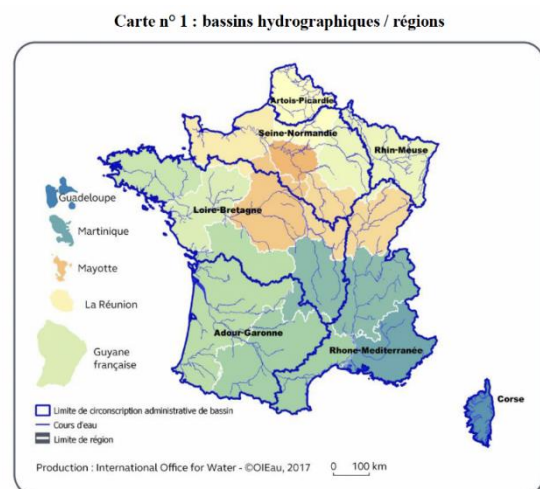 Carte n° 1 : bassins hydrographiques / régions
Artois-Picardie
Seine-Normandie
Rhin-Meuse
Loire-Bretagne
Guadeloupe
Martinique
Mayotte
La Réunion
Guyane
française
Adour-Garonne
Rhone-Mediterranée
Corse
Limite de circonscription administrative de bassin
Cours d'eau
Limite de région
Production : International Office for Water - ©OIEau, 2017
0 100 km